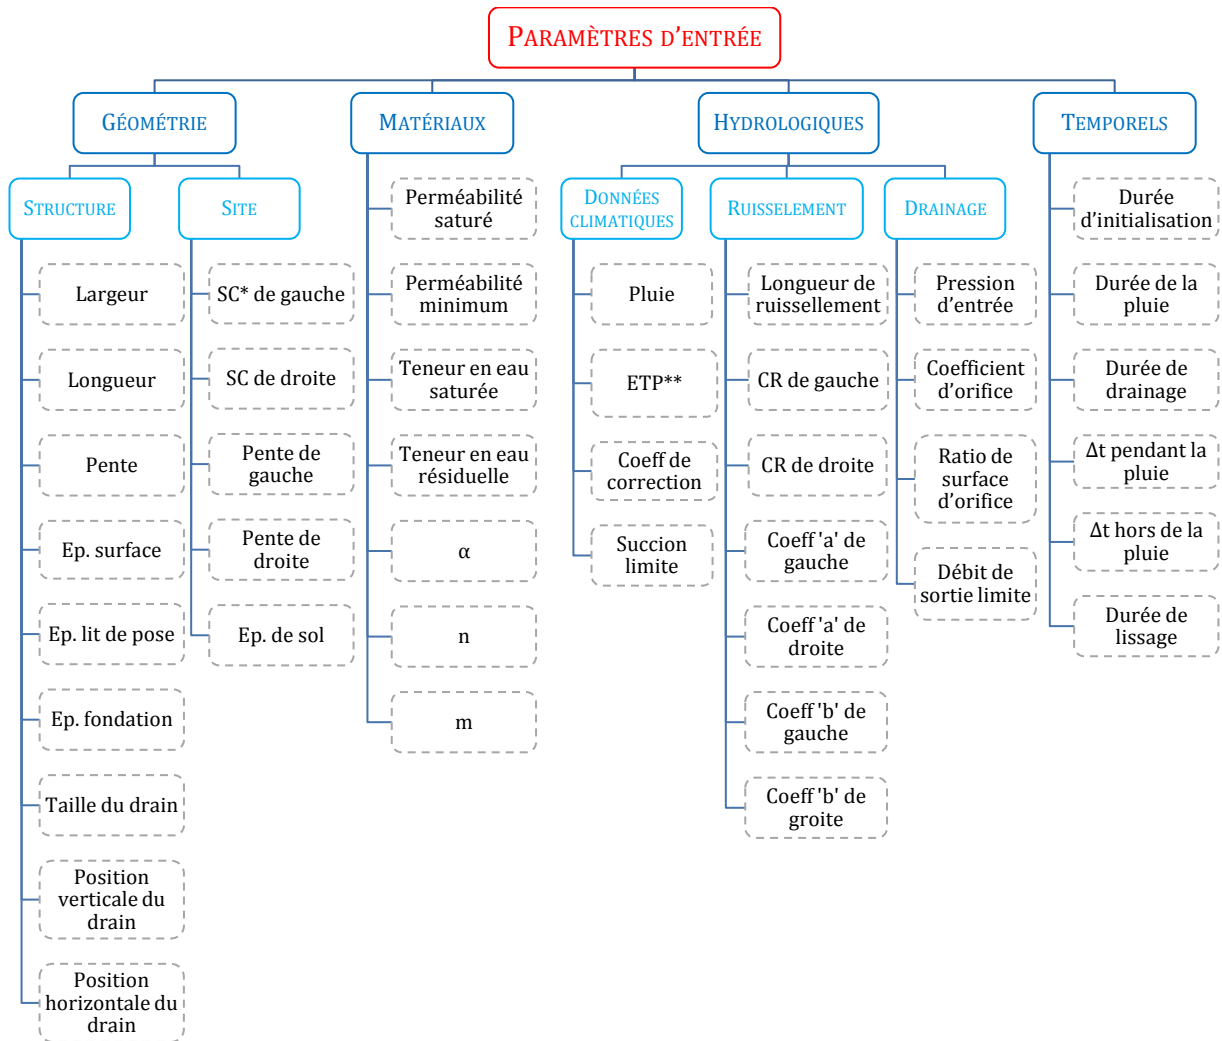 PARAMÈTRES D'ENTRÉE
GÉOMÉTRIE
MATÉRIAUX
HYDROLOGIQUES
TEMPORELS
STRUCTURE
SITE
DONNÉES
CLIMATIQUES
RUISSELEMENT
DRAINAGE
Largeur
Longueur
Pente
Ep. surface
Ep. lit de pose
Ep. fondation
Taille du drain
Position
verticale du
drain
Position
horizontale du
drain
SC* de gauche
SC de droite
Pente de
gauche
Pente de
droite
Ep. de sol
Perméabilité
saturé
Perméabilité
minimum
Teneur en eau
saturée
Teneur en eau
résiduelle
α
n
m
Pluie
ETP**
Coeff de
correction
Succion
limite
Longueur de
ruissellement
CR de gauche
CR de droite
Coeff 'a' de
gauche
Coeff 'a' de
droite
Coeff 'b' de
gauche
Coeff 'b' de
groite
Pression
d'entrée
Coefficient
d'orifice
Ratio de
surface
d'orifice
Débit de
sortie limite
Durée
d'initialisation
Durée de la
pluie
Durée de
drainage
Δt pendant la
pluie
Δt hors de la
pluie
Durée de
lissage